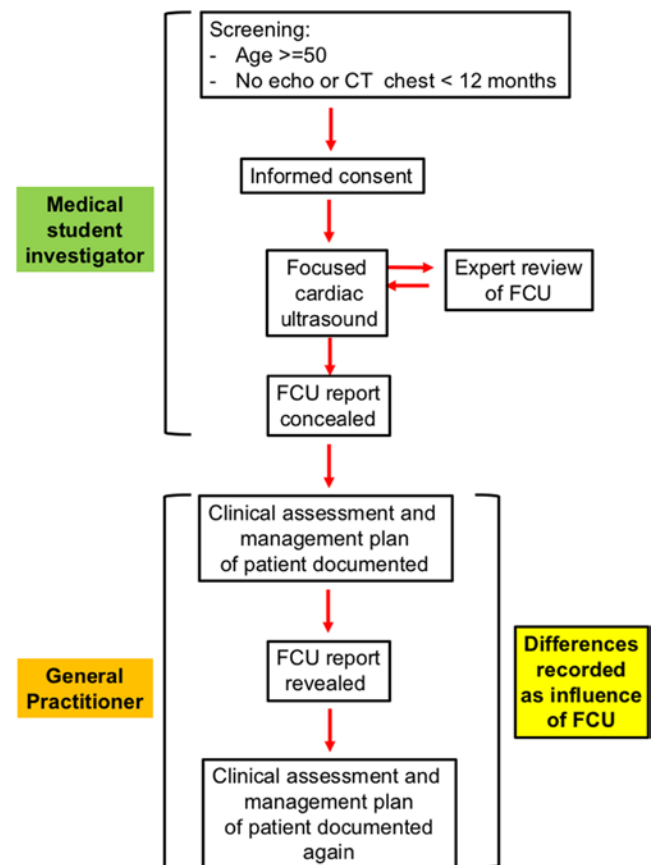 Screening:
- Age >=50
- No echo or CT chest < 12 months
Informed consent
Medical
student
investigator
Focused
cardiac
ultrasound
Expert review
of FCU
FCU report
concealed
Clinical assessment and
management plan
of patient documented
General
Practitioner
FCU report
revealed
Differences
recorded
as influence
of FCU
Clinical assessment and
management plan
of patient documented
again